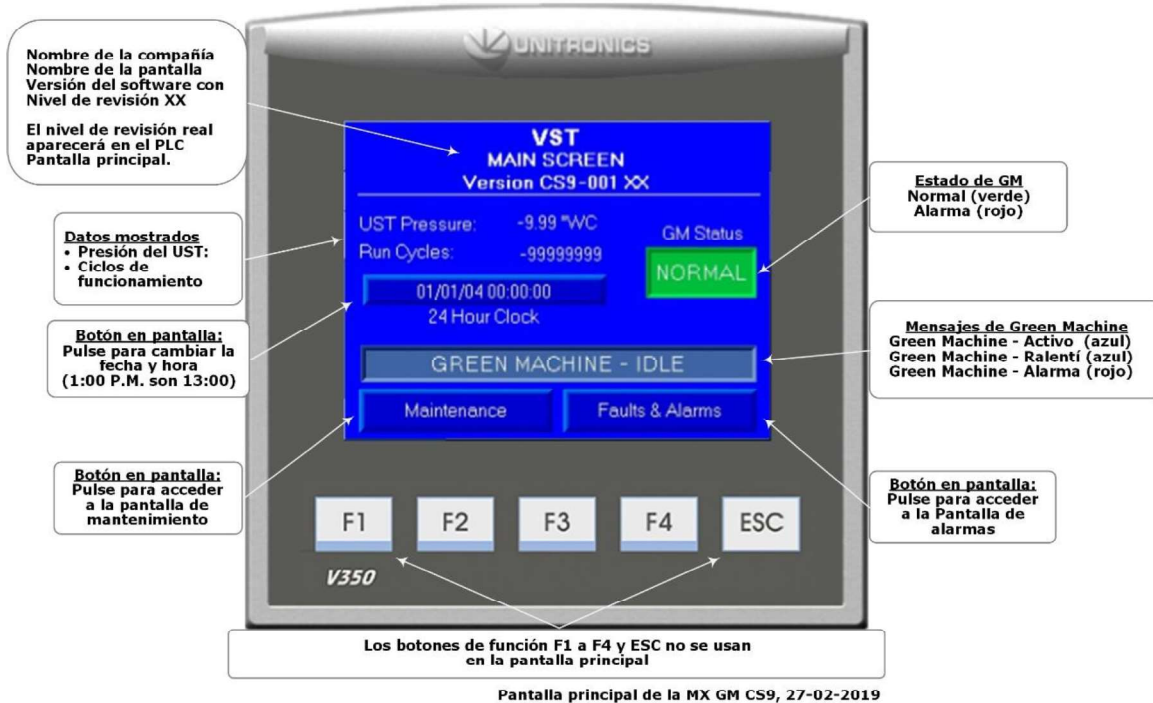 UNITRONICS
Nombre de la compañía
Nombre de la pantalla
Versión del software con
Nivel de revisión XX
El nivel de revisión real
aparecerá en el PLC
Pantalla principal.
VST
MAIN SCREEN
Version CS9-001 XX
Estado de GM
Normal (verde)
Alarma (rojo)
Datos mostrados
• Presión del UST:
• Ciclos de
funcionamiento
UST Pressure: -9.99 "WC
Run Cycles: -99999999
GM Status
NORMAL
01/01/04 00:00:00
24 Hour Clock
Botón en pantalla:
Pulse para cambiar la
fecha y hora
(1:00 P.M. son 13:00)
Mensajes de Green Machine
Green Machine - Activo (azul)
Green Machine - Ralentí (azul)
Green Machine - Alarma (rojo)
GREEN MACHINE - IDLE
Maintenance
Faults & Alarms
Botón en pantalla:
Pulse para acceder
a la pantalla de
mantenimiento
Botón en pantalla:
Pulse para acceder
a la Pantalla de
alarmas
F1 F2 F3 F4 ESC
V350
Los botones de función F1 a F4 y ESC no se usan
en la pantalla principal
Pantalla principal de la MX GM CS9, 27-02-2019